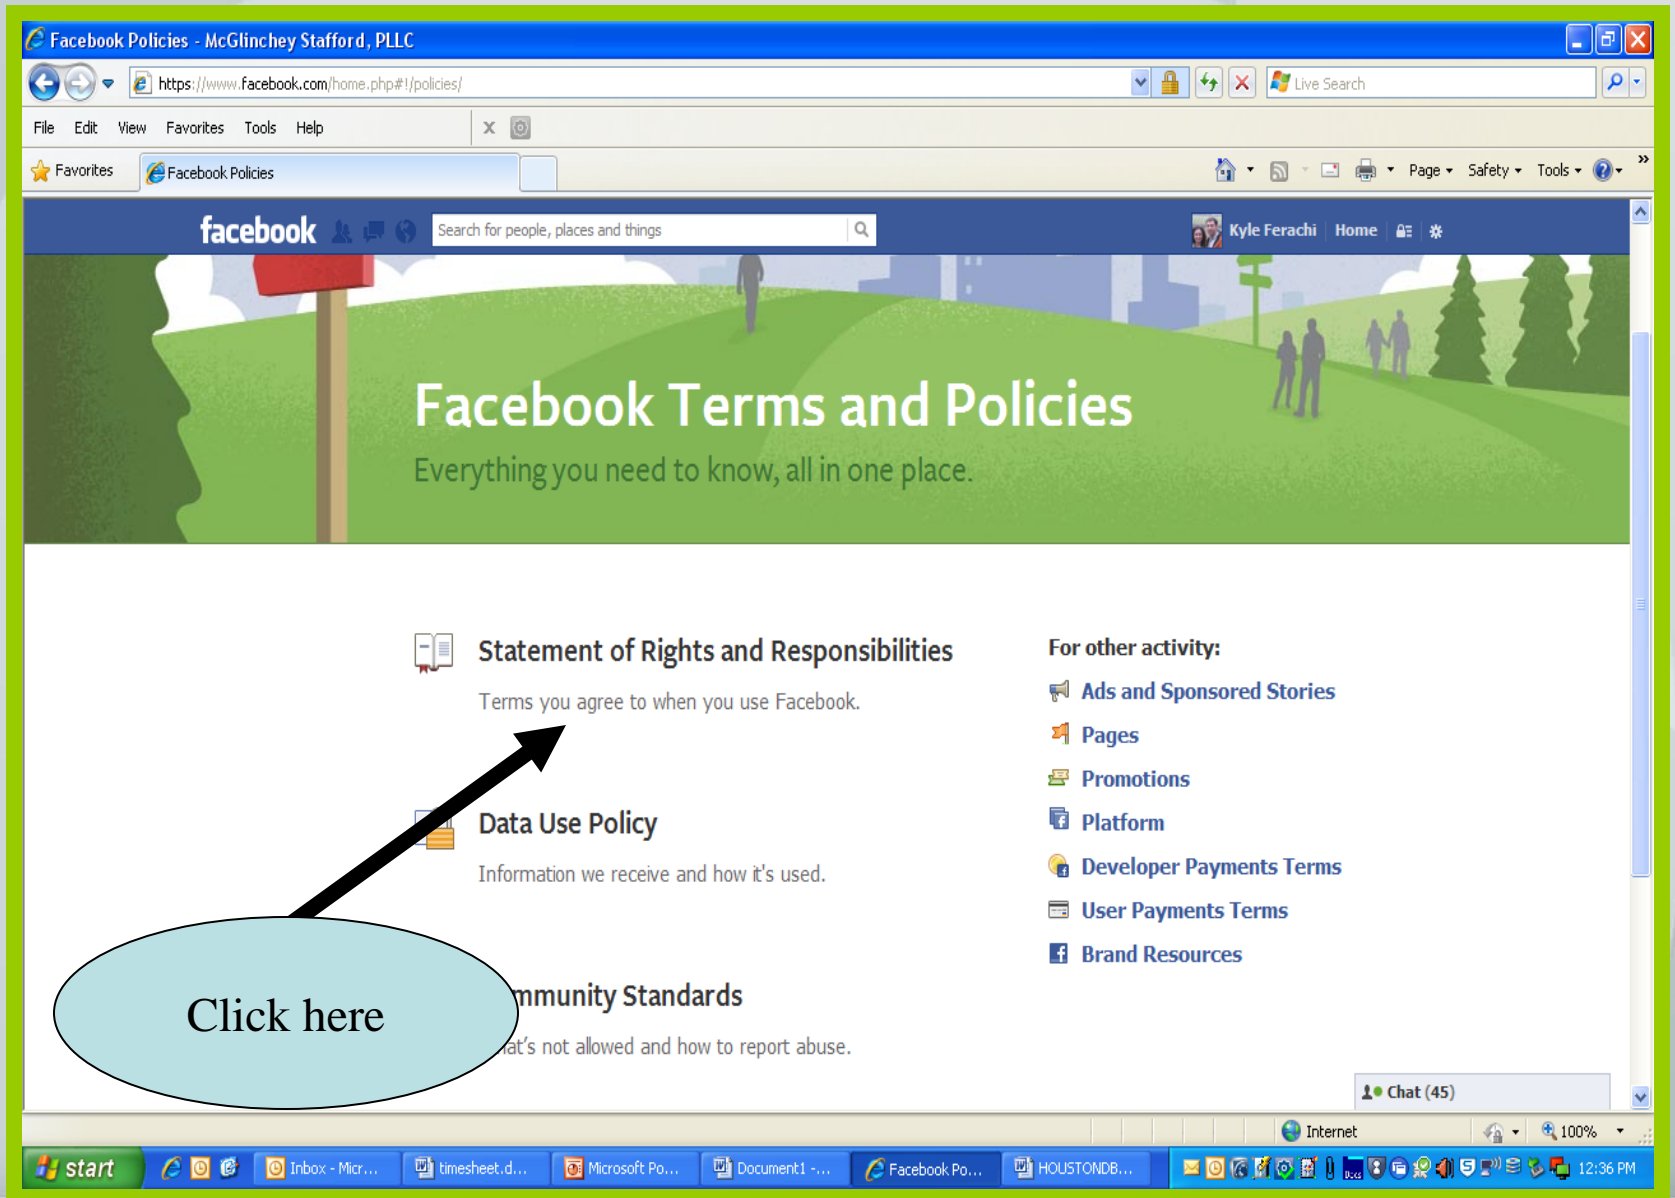 Facebook Policies - McGlinchey Stafford, PLLC
https://www.facebook.com/home.php#!/policies/
Live Search
File Edit View Favorites Tools Help
X
Favorites
Facebook Policies
Page Safety Tools
facebook
Search for people, places and things
Kyle Ferachi
Home
Facebook Terms and Policies
Everything you need to know, all in one place.
Statement of Rights and Responsibilities
Terms you agree to when you use Facebook.
Data Use Policy
Information we receive and how it's used.
mmunity Standards
at's not allowed and how to report abuse.
Click here
For other activity:
Ads and Sponsored Stories
Pages
Promotions
Platform
Developer Payments Terms
User Payments Terms
Brand Resources
Chat (45)
Internet
100%
start
Inbox - Micr...
timesheet.d...
Microsoft Po...
Document1 -...
Facebook Po...
HOUSTONDB...
12:36 PM